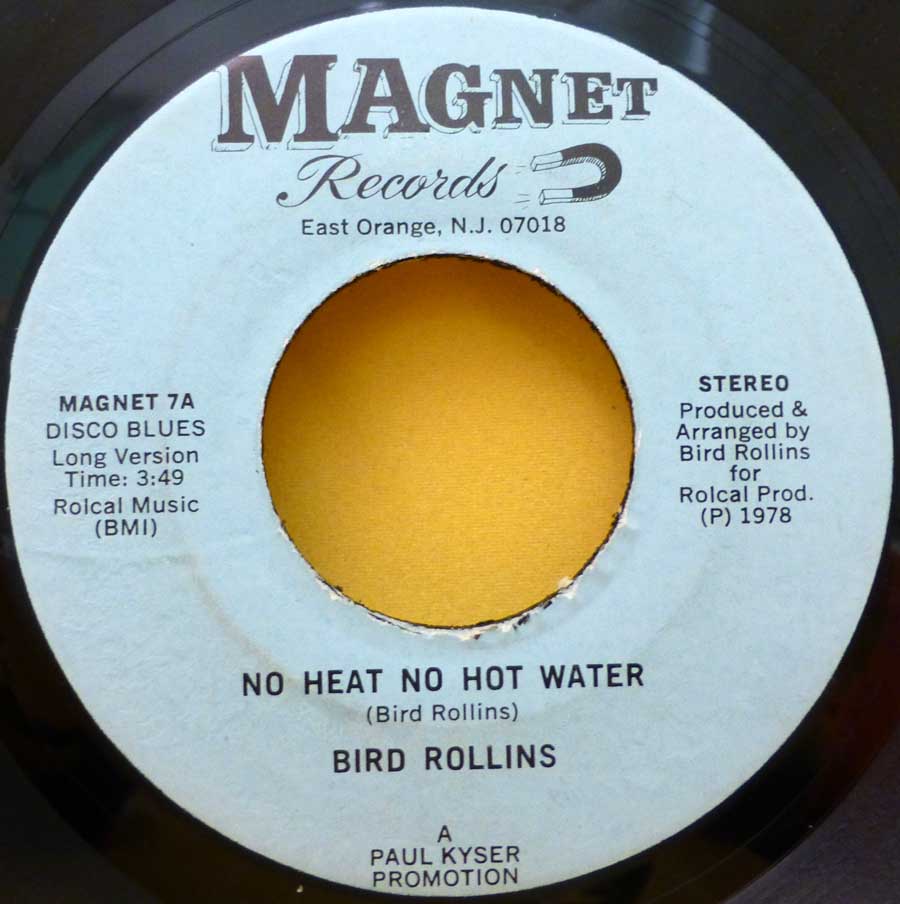 MAGNET
Records
East Orange, N.J. 07018
MAGNET 7A
DISCO BLUES
Long Version
Time: 3:49
Rolcal Music
(BMI)
STEREO
Produced &
Arranged by
Bird Rollins
for
Rolcal Prod.
(P) 1978
NO HEAT NO HOT WATER
(Bird Rollins)
BIRD ROLLINS
A
PAUL KYSER
PROMOTION